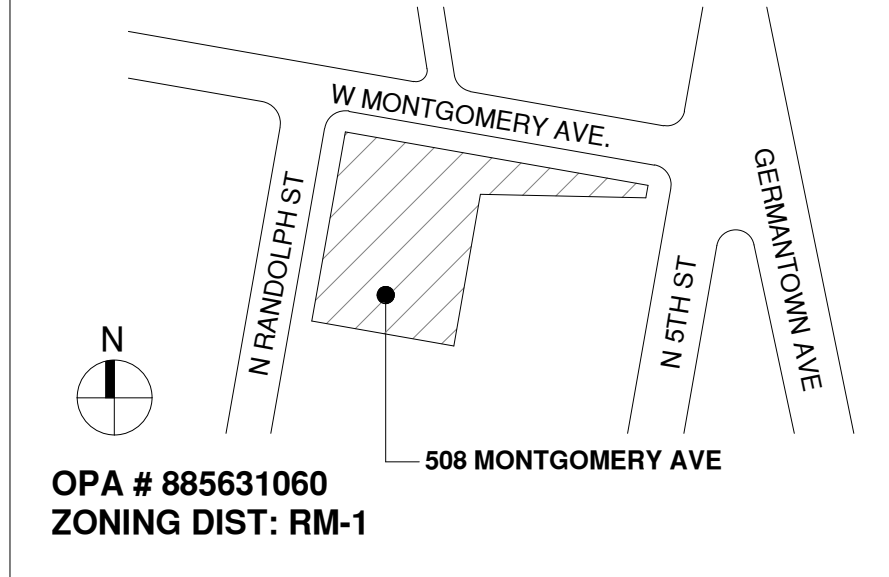 W MONTGOMERY AVE.
N RANDOLPH ST
GERMANTOWN AVE
N 5TH ST
N
508 MONTGOMERY AVE
OPA # 885631060
ZONING DIST: RM-1